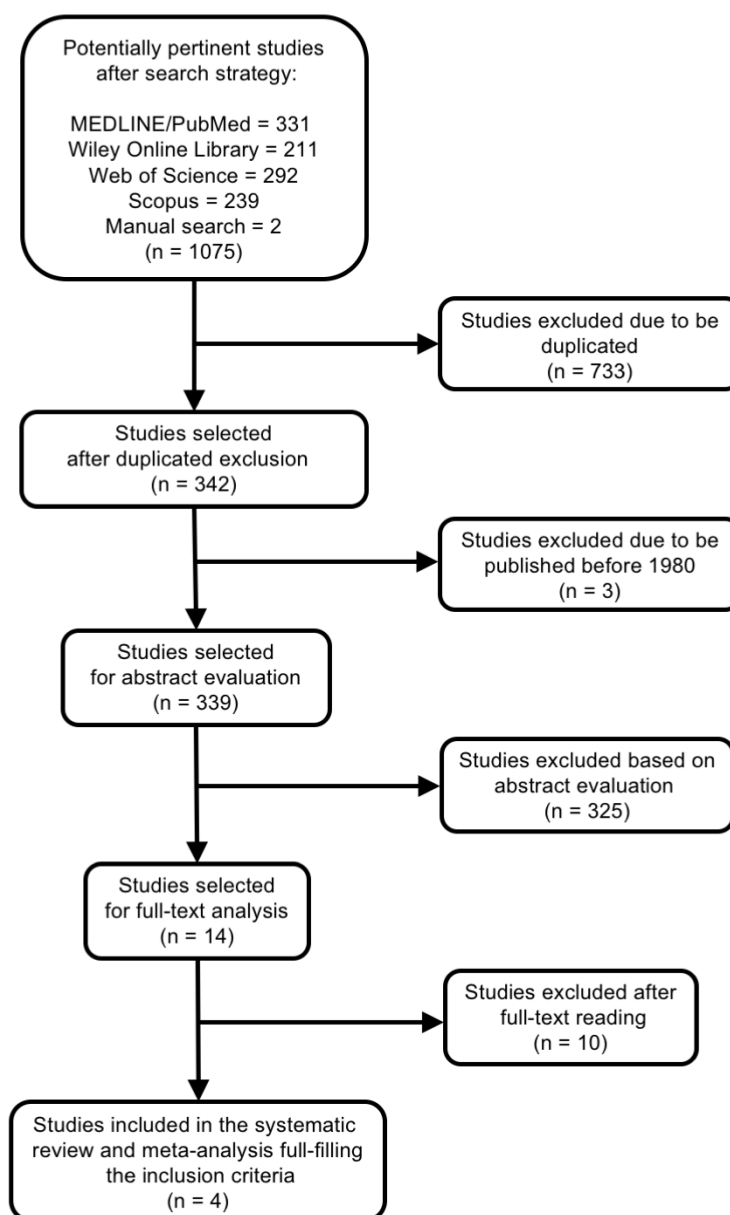 Potentially pertinent studies
after search strategy:
MEDLINE/PubMed = 331
Wiley Online Library = 211
Web of Science = 292
Scopus = 239
Manual search = 2
(n = 1075)
Studies excluded due to be
duplicated
(n = 733)
Studies selected
after duplicated exclusion
(n = 342)
Studies excluded due to be
published before 1980
(n = 3)
Studies selected
for abstract evaluation
(n = 339)
Studies excluded based on
abstract evaluation
(n = 325)
Studies selected
for full-text analysis
(n = 14)
Studies excluded after
full-text reading
(n = 10)
Studies included in the systematic
review and meta-analysis full-filling
the inclusion criteria
(n = 4)